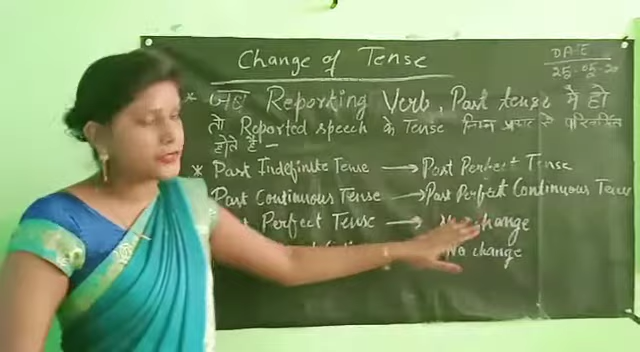 Change of Tense
DATE
25-05-20
* जब Reporting Verb, Past tense में हो
तो Reported speech के Tense निम्न प्रकार से परिवर्तित
होते हैं -
* Past Indefinite Tense → Past Perfect Tense
Past Continuous Tense → Past Perfect Continuous Tense
Perfect Tense → No change
No change